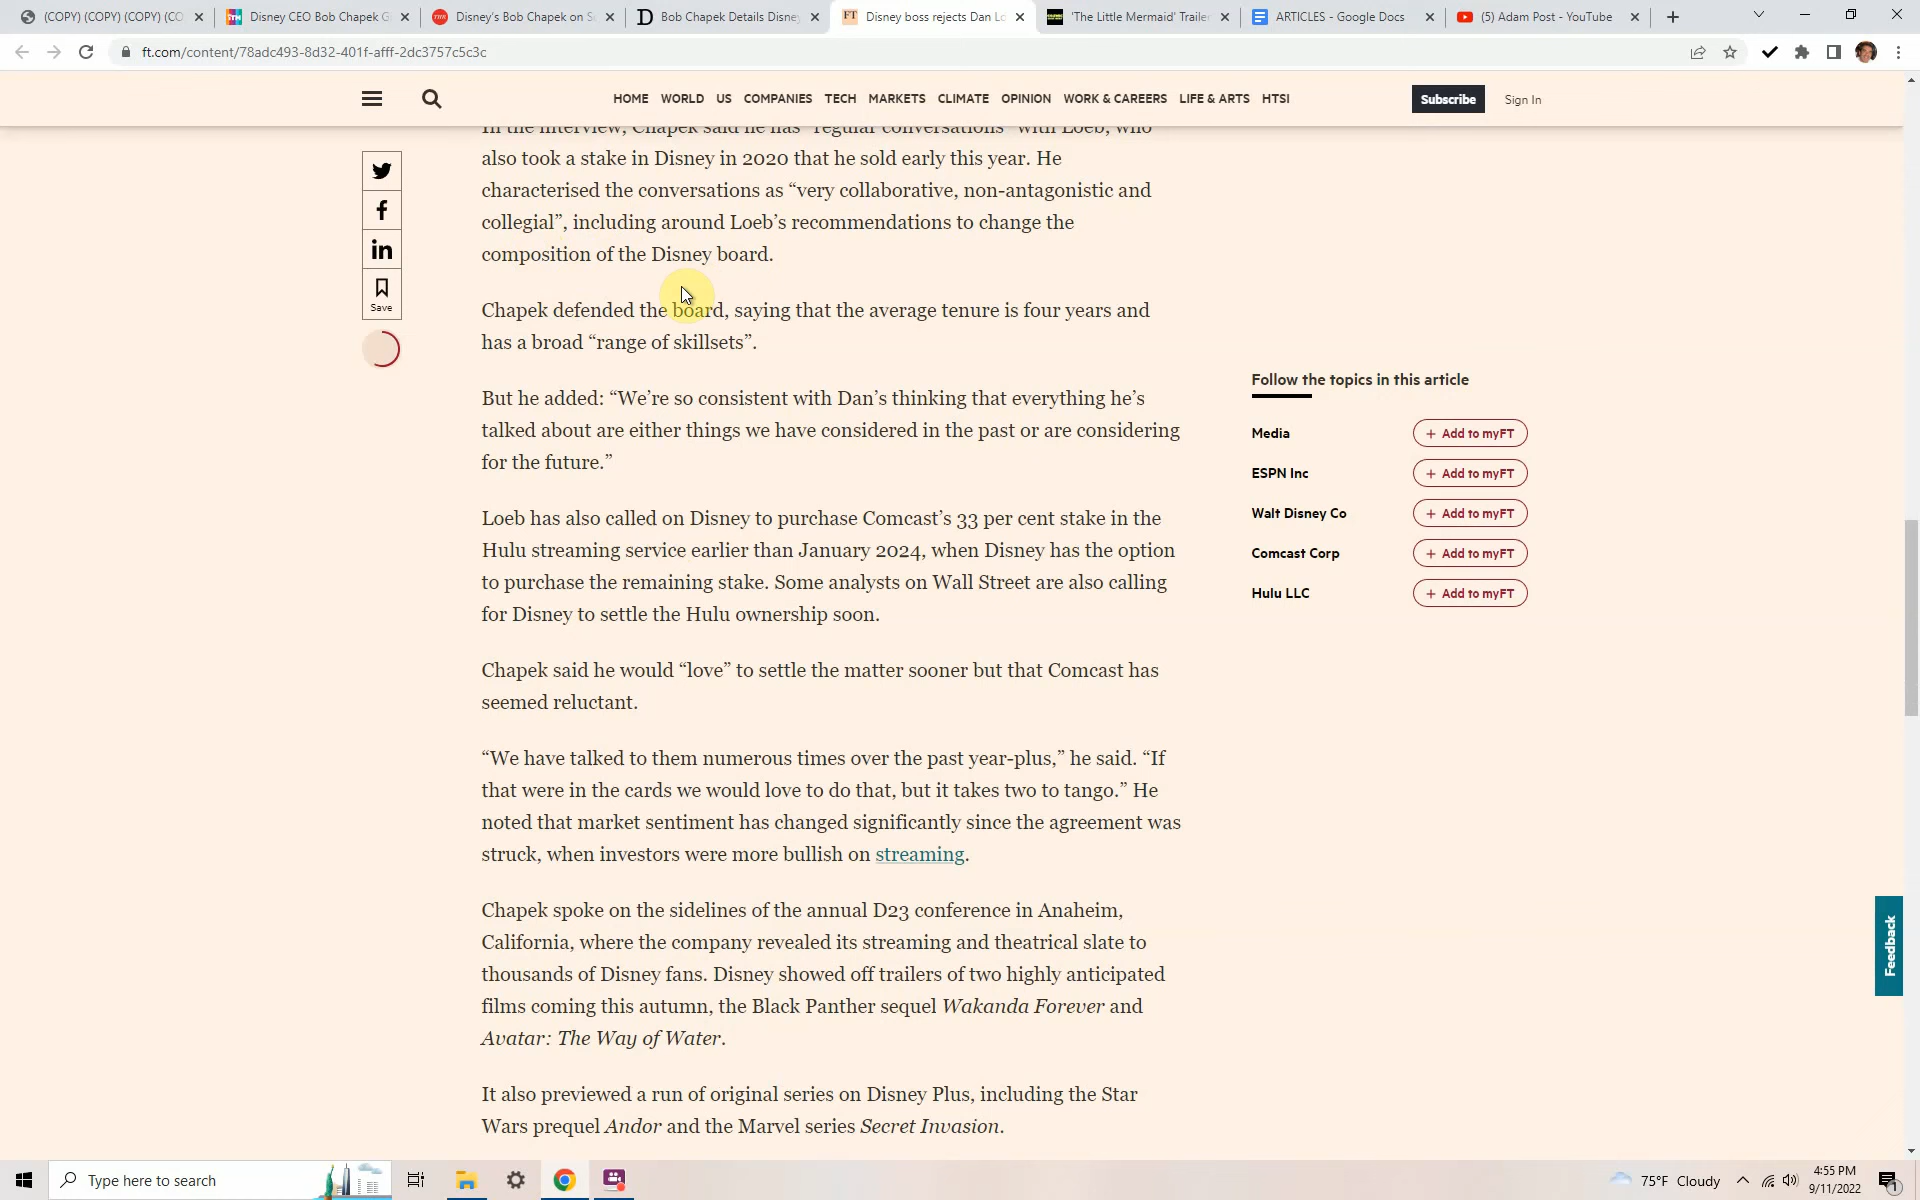 (COPY) (COPY) (COPY) (CO
Disney CEO Bob Chapek G
Disney's Bob Chapek on S
Bob Chapek Details Disney
Disney boss rejects Dan Lo
'The Little Mermaid' Trailer
ARTICLES - Google Docs
(5) Adam Post - YouTube
ft.com/content/78adc493-8d32-401f-afff-2dc3757c5c3c
HOME WORLD US COMPANIES TECH MARKETS CLIMATE OPINION WORK & CAREERS LIFE & ARTS HTSI
Subscribe
Sign In
In the interview, Chapek said he has "regular conversations" with Loeb, who
also took a stake in Disney in 2020 that he sold early this year. He
characterised the conversations as “very collaborative, non-antagonistic and
collegial”, including around Loeb’s recommendations to change the
composition of the Disney board.
Save
Chapek defended the board, saying that the average tenure is four years and
has a broad “range of skillsets”.
But he added: “We’re so consistent with Dan’s thinking that everything he’s
talked about are either things we have considered in the past or are considering
for the future.”
Loeb has also called on Disney to purchase Comcast’s 33 per cent stake in the
Hulu streaming service earlier than January 2024, when Disney has the option
to purchase the remaining stake. Some analysts on Wall Street are also calling
for Disney to settle the Hulu ownership soon.
Chapek said he would “love” to settle the matter sooner but that Comcast has
seemed reluctant.
“We have talked to them numerous times over the past year-plus,” he said. “If
that were in the cards we would love to do that, but it takes two to tango.” He
noted that market sentiment has changed significantly since the agreement was
struck, when investors were more bullish on streaming.
Chapek spoke on the sidelines of the annual D23 conference in Anaheim,
California, where the company revealed its streaming and theatrical slate to
thousands of Disney fans. Disney showed off trailers of two highly anticipated
films coming this autumn, the Black Panther sequel Wakanda Forever and
Avatar: The Way of Water.
It also previewed a run of original series on Disney Plus, including the Star
Wars prequel Andor and the Marvel series Secret Invasion.
Follow the topics in this article
Media + Add to myFT
ESPN Inc + Add to myFT
Walt Disney Co + Add to myFT
Comcast Corp + Add to myFT
Hulu LLC + Add to myFT
Feedback
Type here to search
75°F Cloudy
4:55 PM
9/11/2022